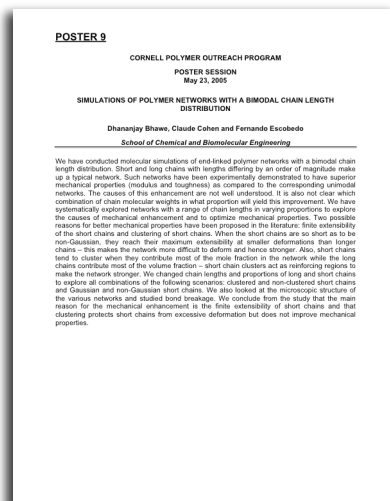 POSTER 9
CORNELL POLYMER OUTREACH PROGRAM
POSTER SESSION
May 23, 2005
SIMULATIONS OF POLYMER NETWORKS WITH A BIMODAL CHAIN LENGTH
DISTRIBUTION
Dhananjay Bhawe, Claude Cohen and Fernando Escobedo
School of Chemical and Biomolecular Engineering
We have conducted molecular simulations of end-linked polymer networks with a bimodal chain
length distribution. Short and long chains with lengths differing by an order of magnitude make
up a typical network. Such networks have been experimentally demonstrated to have superior
mechanical properties (modulus and toughness) as compared to the corresponding unimodal
networks. The causes of this enhancement are not well understood. It is also not clear which
combination of chain molecular weights in what proportion will yield this improvement. We have
systematically explored networks with a range of chain lengths in varying proportions to explore
the causes of mechanical enhancement and to optimize mechanical properties. Two possible
reasons for better mechanical properties have been proposed in the literature: finite extensibility
of the short chains and clustering of short chains. When the short chains are so short as to be
non-Gaussian, they reach their maximum extensibility at smaller deformations than longer
chains – this makes the network more difficult to deform and hence stronger. Also, short chains
tend to cluster when they contribute most of the mole fraction in the network while the long
chains contribute most of the volume fraction – short chain clusters act as reinforcing regions to
make the network stronger. We changed chain lengths and proportions of long and short chains
to explore all combinations of the following scenarios: clustered and non-clustered short chains
and Gaussian and non-Gaussian short chains. We also looked at the microscopic structure of
the various networks and studied bond breakage. We conclude from the study that the main
reason for the mechanical enhancement is the finite extensibility of short chains and that
clustering protects short chains from excessive deformation but does not improve mechanical
properties.